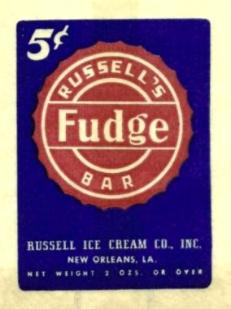 5¢
RUSSELL'S
Fudge
BAR
RUSSELL ICE CREAM CO., INC.
NEW ORLEANS, LA.
NET WEIGHT 2 OZS. OR OVER